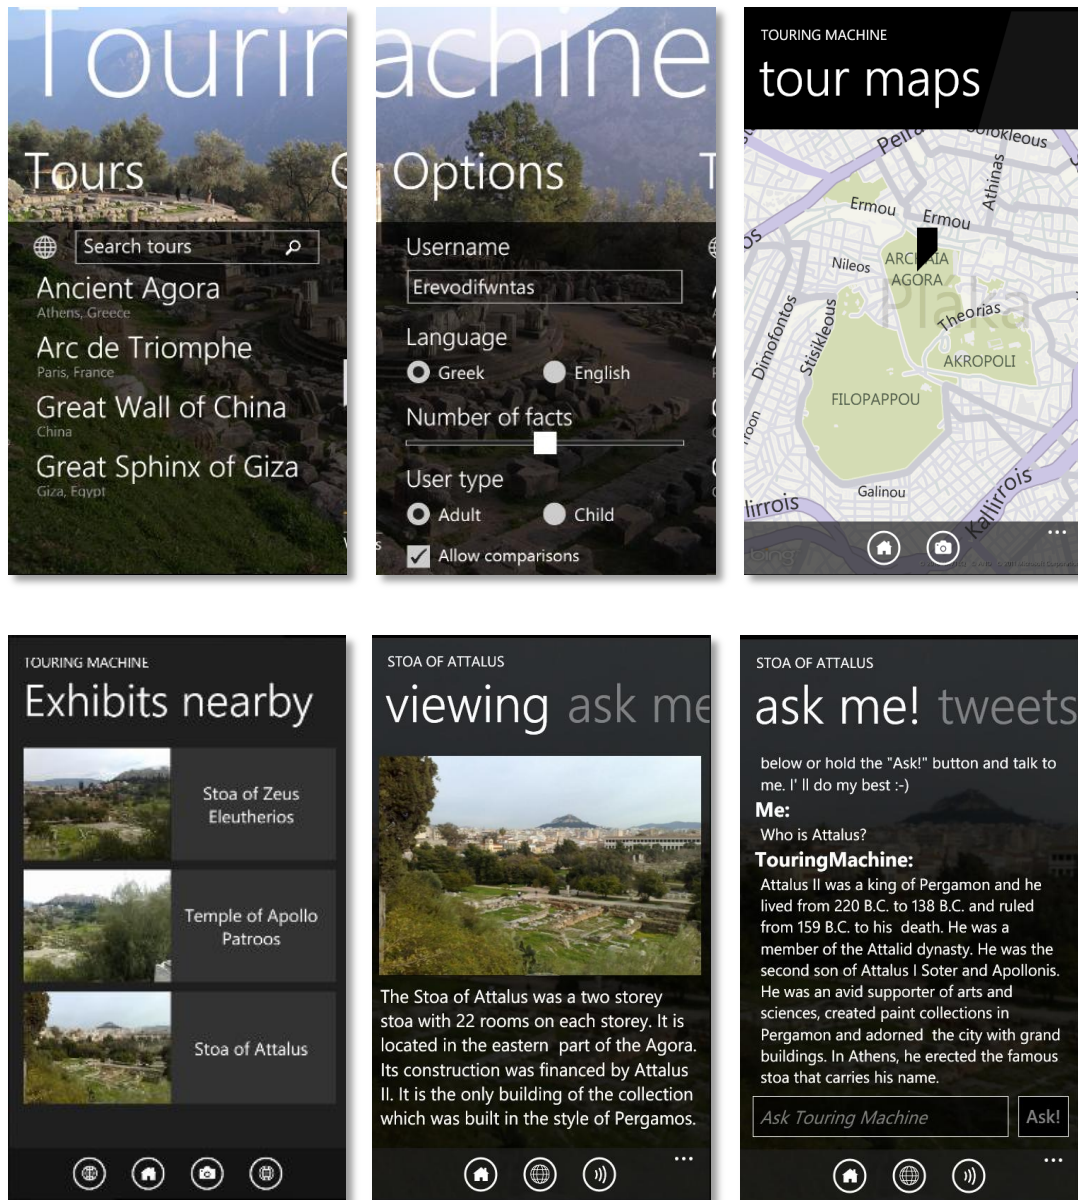 Tourin
Tours
Search tours
Ancient Agora
Athens, Greece
Arc de Triomphe
Paris, France
Great Wall of China
China
Great Sphinx of Giza
Giza, Egypt
achine
Options
Username
Erevodifwntas
Language
Greek English
Number of facts
User type
Adult Child
Allow comparisons
TOURING MACHINE
tour maps
Peira
Sofokleous
Athinas
Ermou
Ermou
Nileos
ARCHAIA
AGORA
Plaka
Theorias
Dimofontos
Stisikleous
AKROPOLI
FILOPAPPOU
Galinou
llirrois
Kallirrois
bing
TOURING MACHINE
Exhibits nearby
Stoa of Zeus
Eleutherios
Temple of Apollo
Patroos
Stoa of Attalus
STOA OF ATTALUS
viewing ask me
The Stoa of Attalus was a two storey
stoa with 22 rooms on each storey. It is
located in the eastern part of the Agora.
Its construction was financed by Attalus
II. It is the only building of the collection
which was built in the style of Pergamos.
STOA OF ATTALUS
ask me! tweets
below or hold the "Ask!" button and talk to
me. I' ll do my best :-)
Me:
Who is Attalus?
TouringMachine:
Attalus II was a king of Pergamon and he
lived from 220 B.C. to 138 B.C. and ruled
from 159 B.C. to his death. He was a
member of the Attalid dynasty. He was the
second son of Attalus I Soter and Apollonis.
He was an avid supporter of arts and
sciences, created paint collections in
Pergamon and adorned the city with grand
buildings. In Athens, he erected the famous
stoa that carries his name.
Ask Touring Machine Ask!